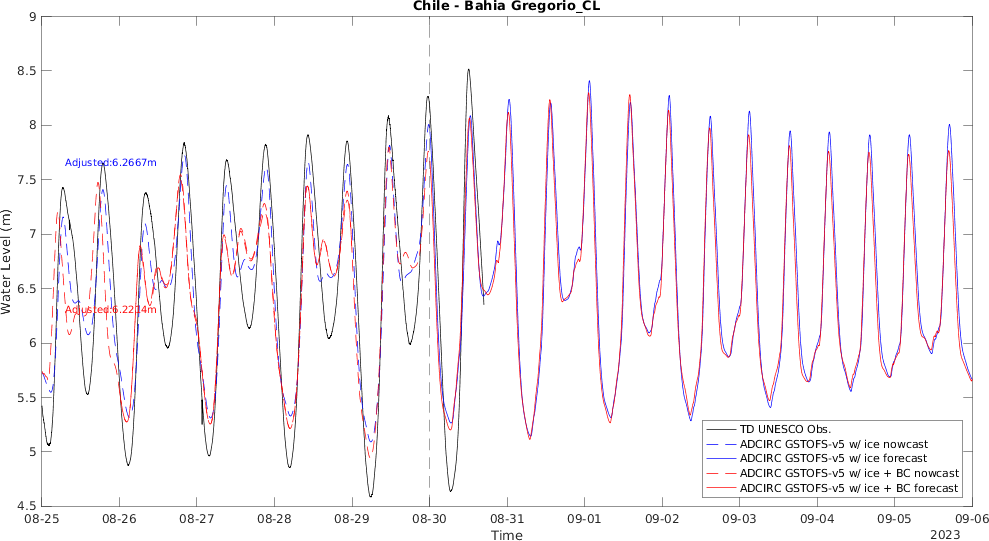 Chile - Bahia Gregorio_CL
9
8.5
8
7.5
7
6.5
6
5.5
5
4.5
Water Level (m)
Adjusted:6.2667m
Adjusted:6.2214m
TD UNESCO Obs.
ADCIRC GSTOFS-v5 w/ ice nowcast
ADCIRC GSTOFS-v5 w/ ice forecast
ADCIRC GSTOFS-v5 w/ ice + BC nowcast
ADCIRC GSTOFS-v5 w/ ice + BC forecast
08-25 08-26 08-27 08-28 08-29 08-30 08-31 09-01 09-02 09-03 09-04 09-05 09-06
Time
2023